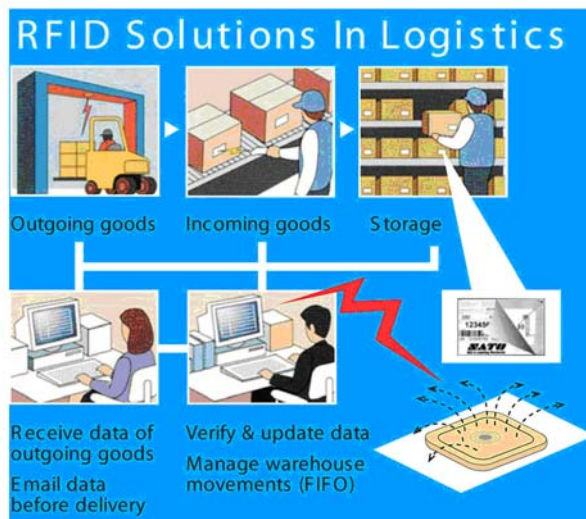 RFID Solutions In Logistics
Outgoing goods
Incoming goods
Storage
12345F
SATO
Receive data of
outgoing goods
Email data
before delivery
Verify & update data
Manage warehouse
movements (FIFO)